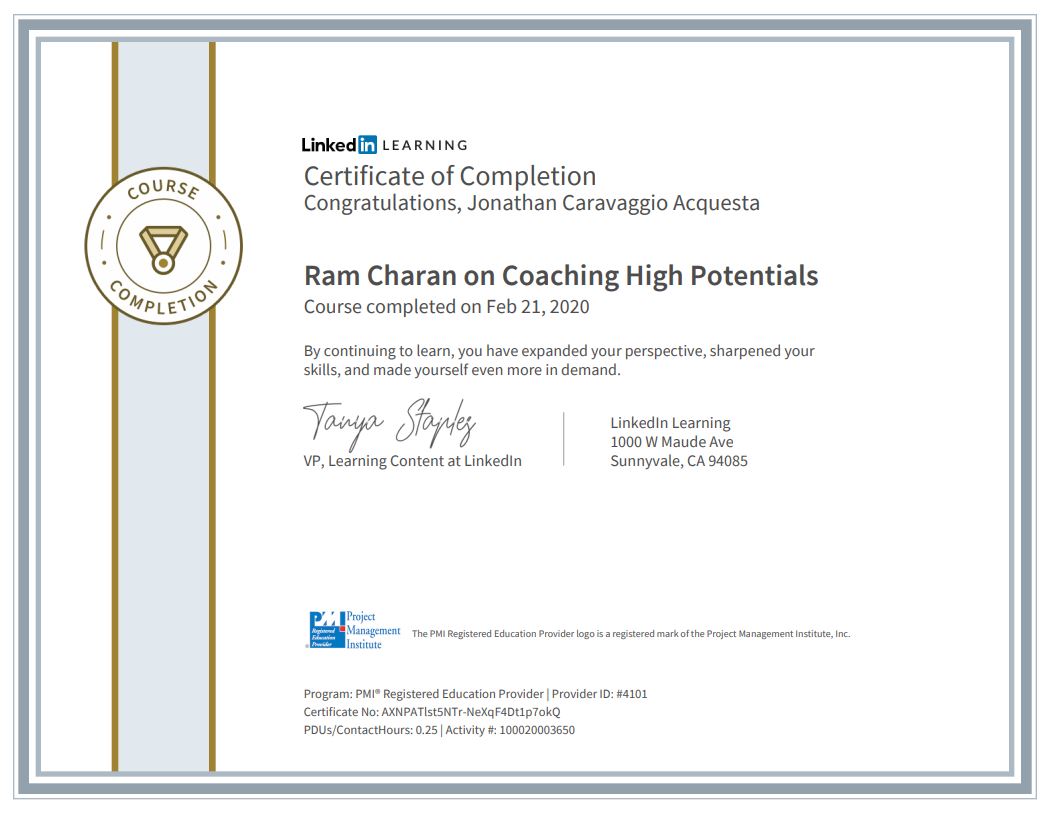 LinkedIn LEARNING
Certificate of Completion
Congratulations, Jonathan Caravaggio Acquesta
COURSE
COMPLETION
Ram Charan on Coaching High Potentials
Course completed on Feb 21, 2020
By continuing to learn, you have expanded your perspective, sharpened your
skills, and made yourself even more in demand.
Tanya Staples
VP, Learning Content at LinkedIn
LinkedIn Learning
1000 W Maude Ave
Sunnyvale, CA 94085
PMI
Registered
Education
Provider
Project
Management
Institute
The PMI Registered Education Provider logo is a registered mark of the Project Management Institute, Inc.
Program: PMI® Registered Education Provider | Provider ID: #4101
Certificate No: AXNPATlst5NTr-NeXqF4Dt1p7okQ
PDUs/ContactHours: 0.25 | Activity #: 100020003650